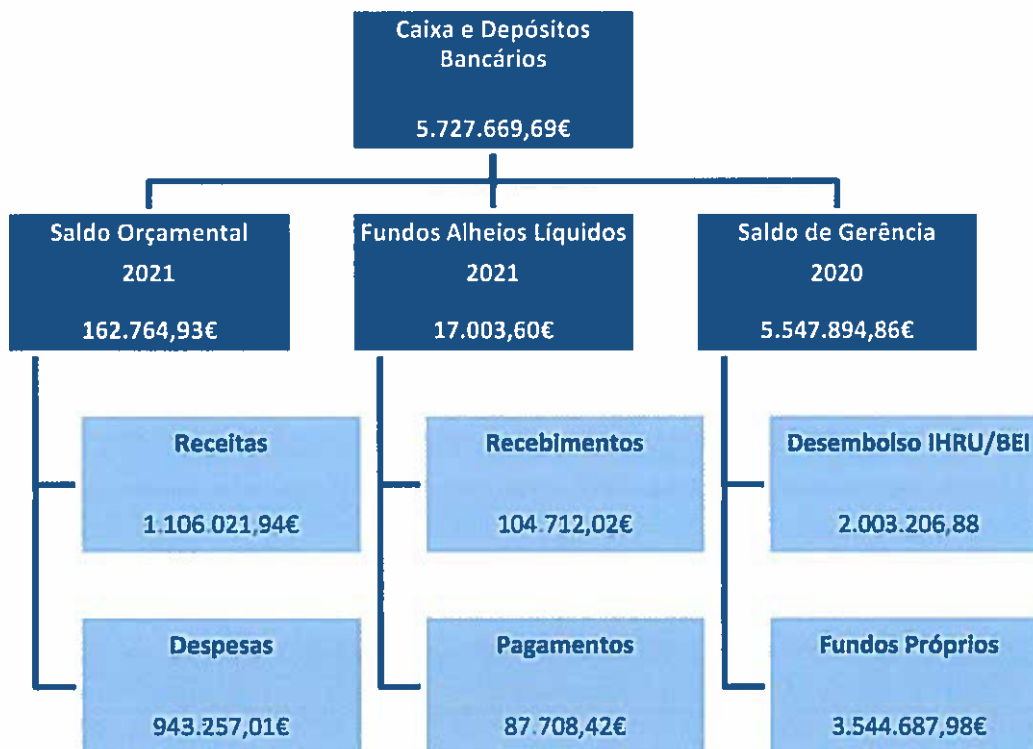 Caixa e Depósitos
Bancários
5.727.669,69€
Saldo Orçamental
2021
162.764,93€
Fundos Alheios Líquidos
2021
17.003,60€
Saldo de Gerência
2020
5.547.894,86€
Receitas
1.106.021,94€
Recebimentos
104.712,02€
Desembolso IHRU/BEI
2.003.206,88
Despesas
943.257,01€
Pagamentos
87.708,42€
Fundos Próprios
3.544.687,98€